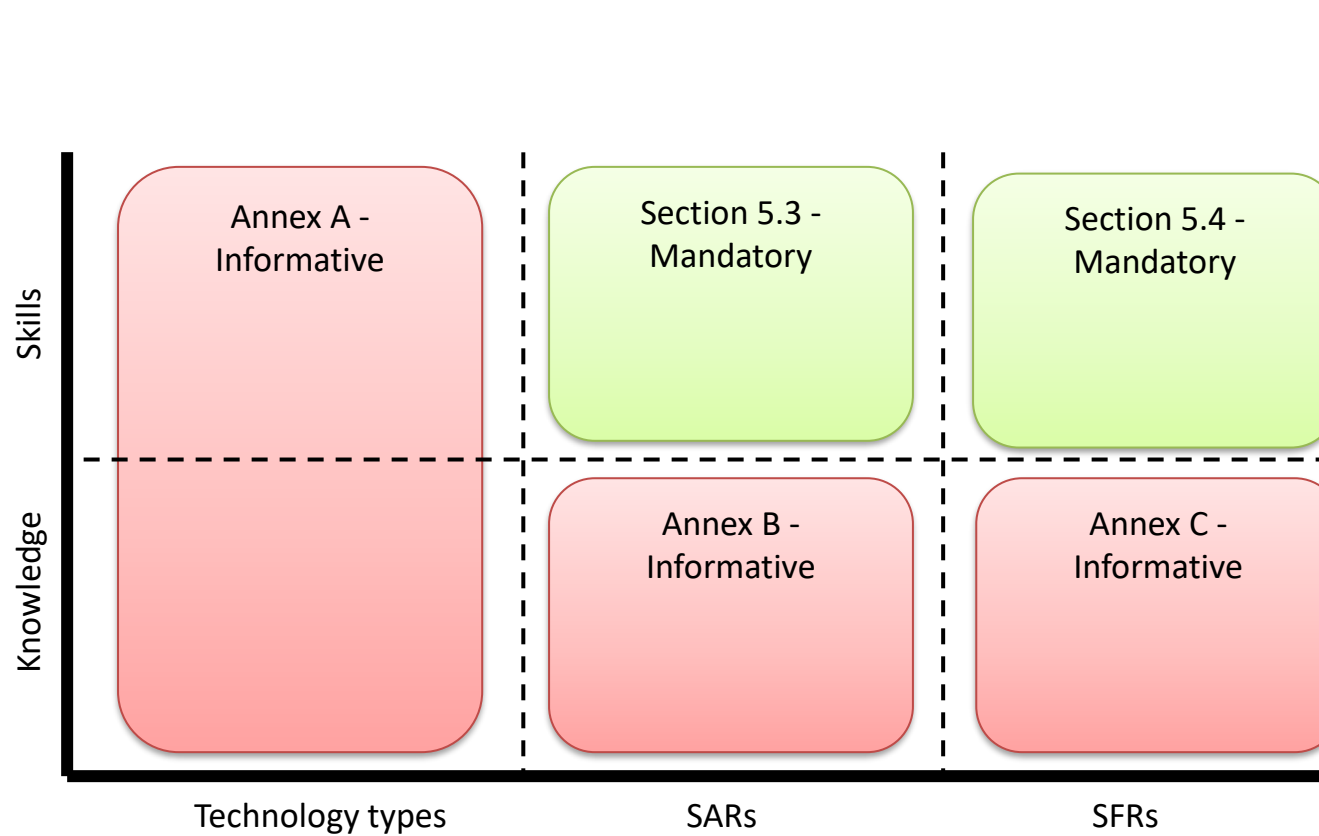 Skills
Knowledge
Annex A -
Informative
Section 5.3 -
Mandatory
Section 5.4 -
Mandatory
Annex B -
Informative
Annex C -
Informative
Technology types
SARs
SFRs